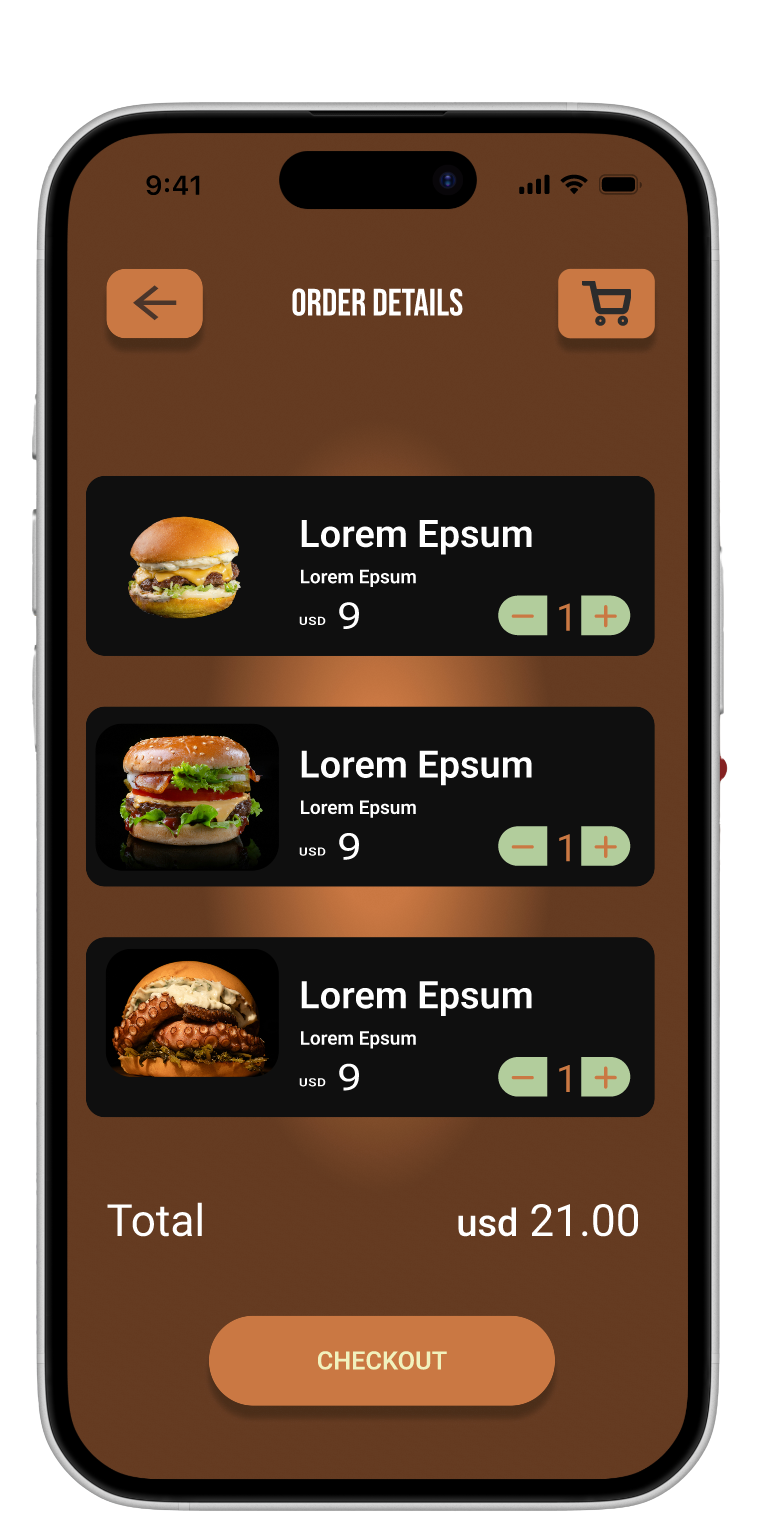 9:41
ORDER DETAILS
Lorem Epsum
Lorem Epsum
USD 9
1
Lorem Epsum
Lorem Epsum
USD 9
1
Lorem Epsum
Lorem Epsum
USD 9
1
Total usd 21.00
CHECKOUT